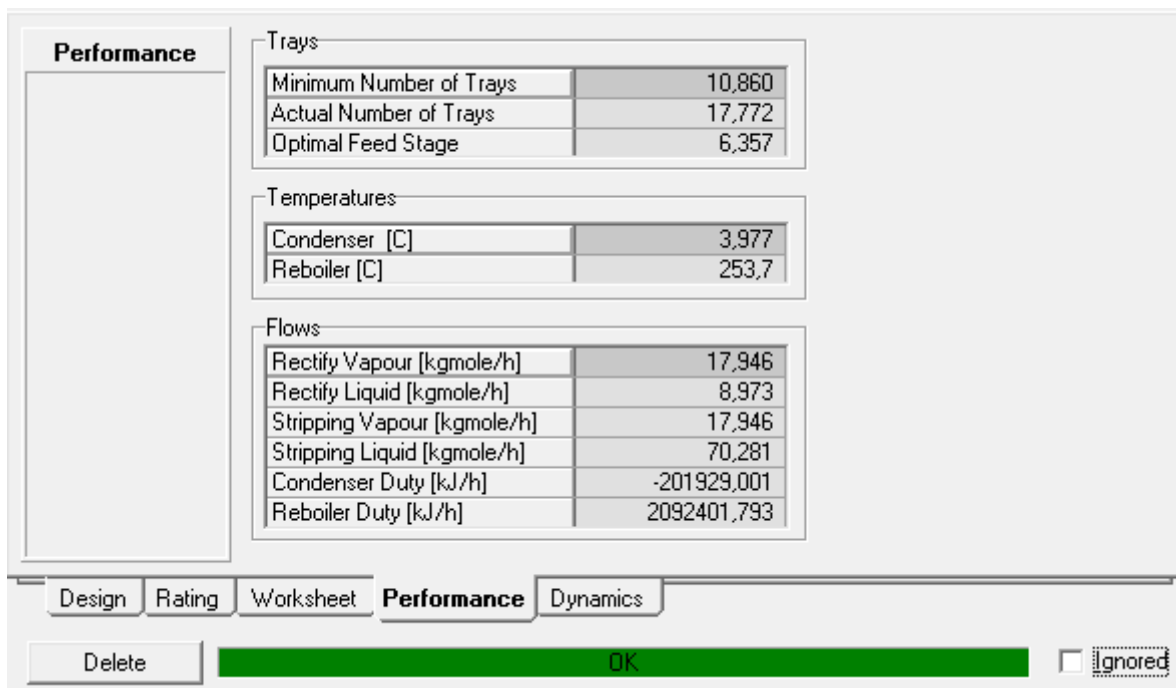 Performance
Trays
Minimum Number of Trays 10,860
Actual Number of Trays 17,772
Optimal Feed Stage 6,357
Temperatures
Condenser [C] 3,977
Reboiler [C] 253,7
Flows
Rectify Vapour [kgmole/h] 17,946
Rectify Liquid [kgmole/h] 8,973
Stripping Vapour [kgmole/h] 17,946
Stripping Liquid [kgmole/h] 70,281
Condenser Duty [kJ/h] -201929,001
Reboiler Duty [kJ/h] 2092401,793
Design Rating Worksheet Performance Dynamics
Delete OK Ignored